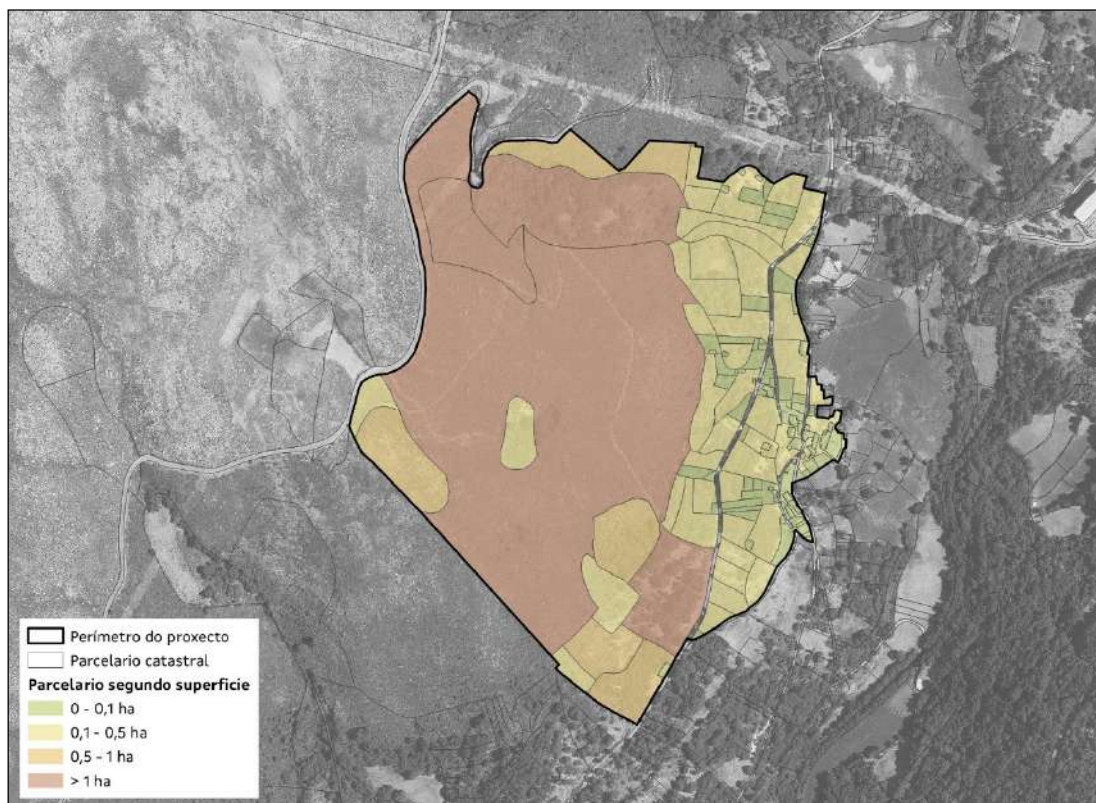 Perímetro do proxecto
Parcelario catastral
Parcelario segundo superficie
0 - 0,1 ha
0,1 - 0,5 ha
0,5 - 1 ha
> 1 ha